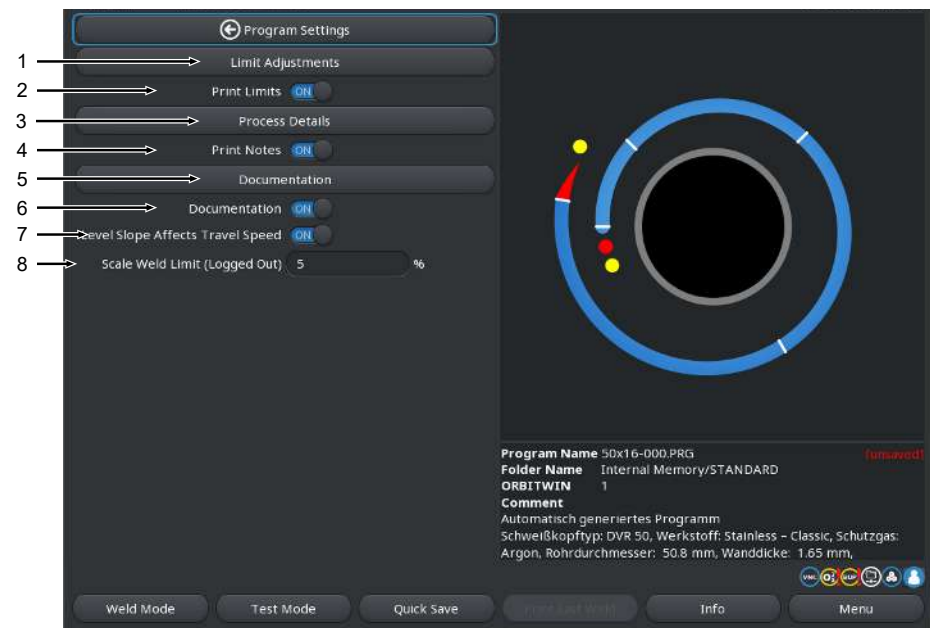 Program Settings
1 Limit Adjustments
2 Print Limits ON
3 Process Details
4 Print Notes ON
5 Documentation
6 Documentation ON
7 Slope Affects Travel Speed ON
8 Scale Weld Limit (Logged Out) 5 %
Program Name 50x16-000.PRG [unsaved]
Folder Name Internal Memory/STANDARD
ORBITWIN 1
Comment
Automatisch generiertes Programm
Schweißkopftyp: DVR 50, Werkstoff: Stainless – Classic, Schutzgas:
Argon, Rohrdurchmesser: 50.8 mm, Wanddicke: 1.65 mm,
Weld Mode Test Mode Quick Save Print Last Weld Info Menu